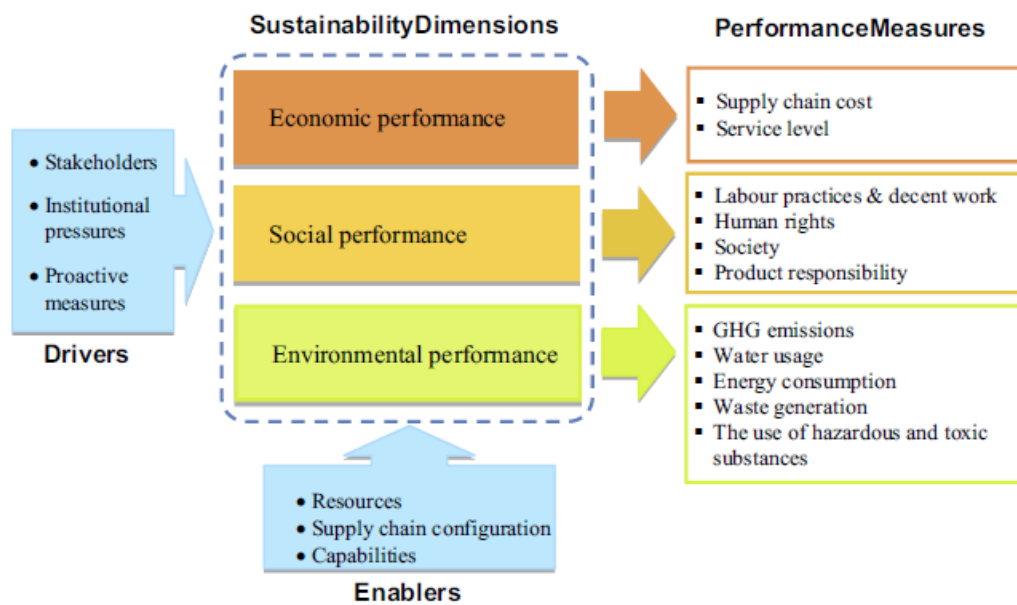 SustainabilityDimensions
PerformanceMeasures
• Stakeholders
• Institutional
pressures
• Proactive
measures
Drivers
Economic performance
Social performance
Environmental performance
▪ Supply chain cost
▪ Service level
▪ Labour practices & decent work
▪ Human rights
▪ Society
▪ Product responsibility
▪ GHG emissions
▪ Water usage
▪ Energy consumption
▪ Waste generation
▪ The use of hazardous and toxic
substances
• Resources
• Supply chain configuration
• Capabilities
Enablers